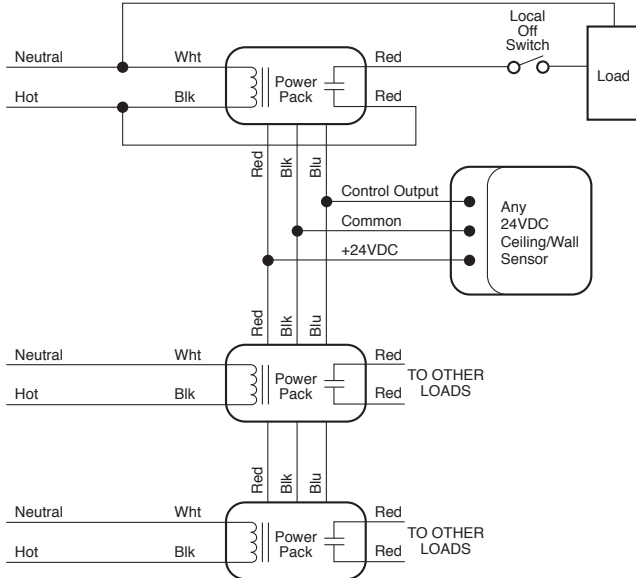 Local
Off
Switch
Neutral
Wht
Red
Power
Pack
Load
Hot
Blk
Red
Red
Blk
Blu
Control Output
Common
+24VDC
Any
24VDC
Ceiling/Wall
Sensor
Red
Blk
Blu
Neutral
Wht
Red
Power
Pack
TO OTHER
LOADS
Hot
Blk
Red
Red
Blk
Blu
Neutral
Wht
Red
Power
Pack
TO OTHER
LOADS
Hot
Blk
Red